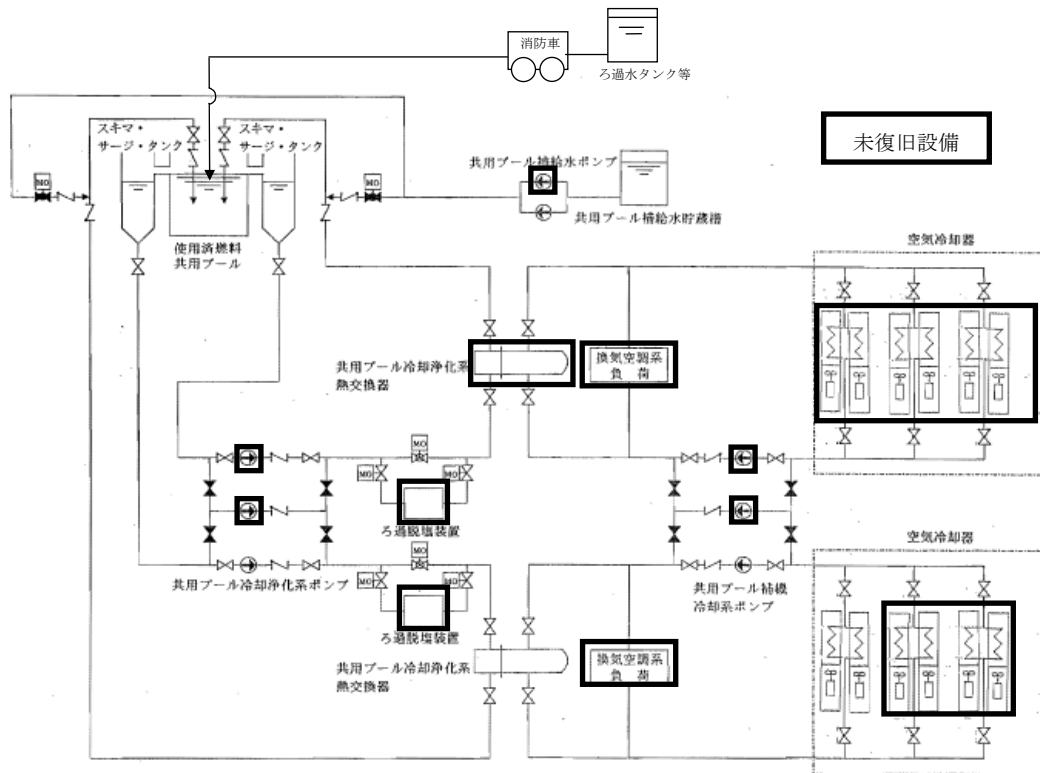 消防車
ろ過水タンク等
スキマ・
サージ・タンク
スキマ・
サージ・タンク
未復旧設備
共用プール補給水ポンプ
MO
MO
共用プール補給水貯蔵槽
使用済燃料
共用プール
空気冷却器
共用プール冷却浄化系
熱交換器
換気空調系
負荷
MO
MO
MO
ろ過脱塩装置
空気冷却器
MO
共用プール冷却浄化系ポンプ
MO
MO
共用プール補機
冷却系ポンプ
ろ過脱塩装置
共用プール冷却浄化系
熱交換器
換気空調系
負荷